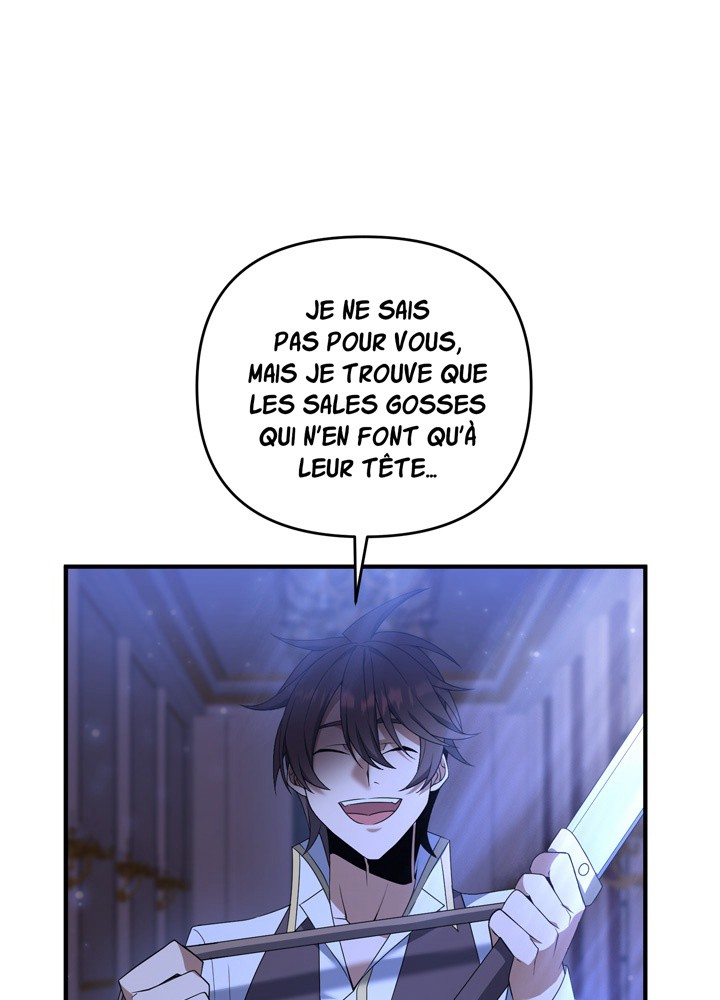 JE NE SAIS
PAS POUR VOUS,
MAIS JE TROUVE QUE
LES SALES GOSSES
QUI N'EN FONT QU'À
LEUR TÊTE...